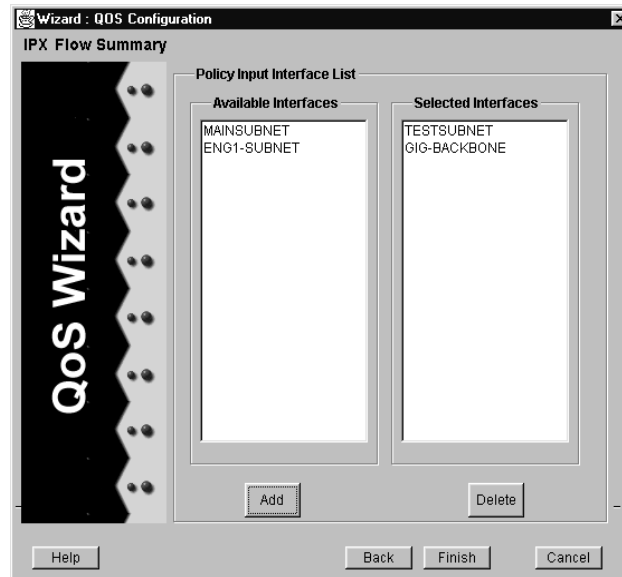 Wizard : QOS Configuration
IPX Flow Summary
QoS Wizard
Policy Input Interface List
Available Interfaces
MAINSUBNET
ENG1-SUBNET
Selected Interfaces
TESTSUBNET
GIG-BACKBONE
Add
Delete
Help
Back
Finish
Cancel